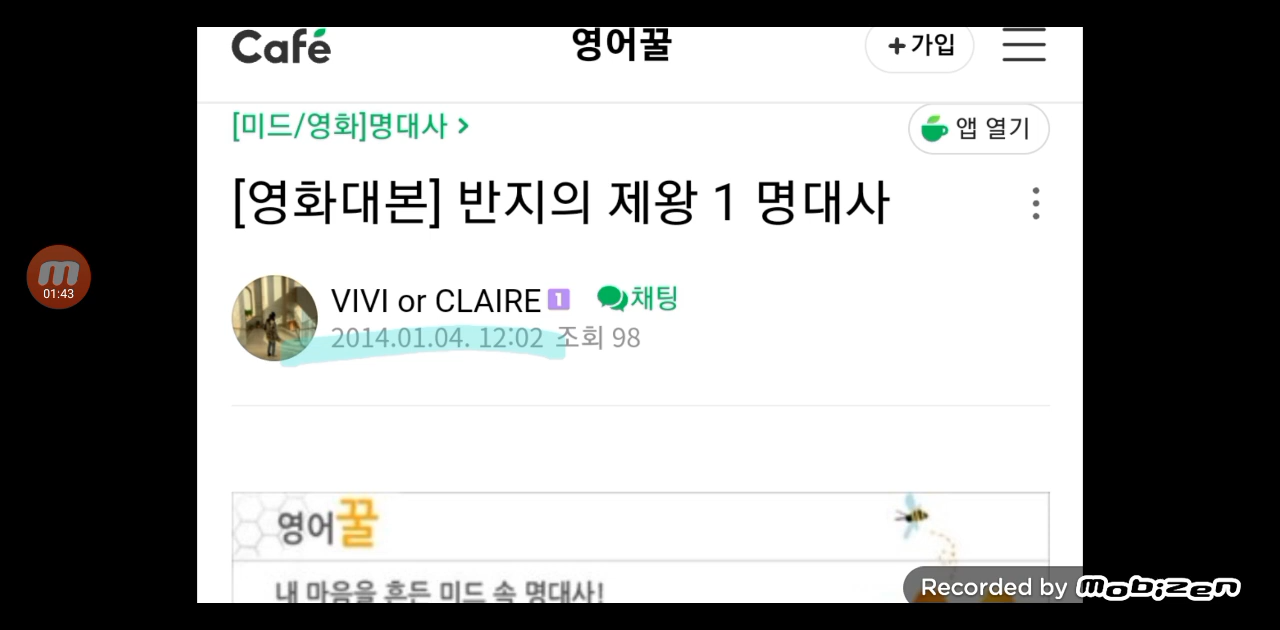 Café 영어꿀 +가입
[미드/영화]명대사 >
앱 열기
[영화대본] 반지의 제왕 1 명대사
VIVI or CLAIRE 1 채팅
2014.01.04. 12:02 조회 98
01:43
영어꿀
내 마음을 흔든 미드 속 명대사!
Recorded by mobizen